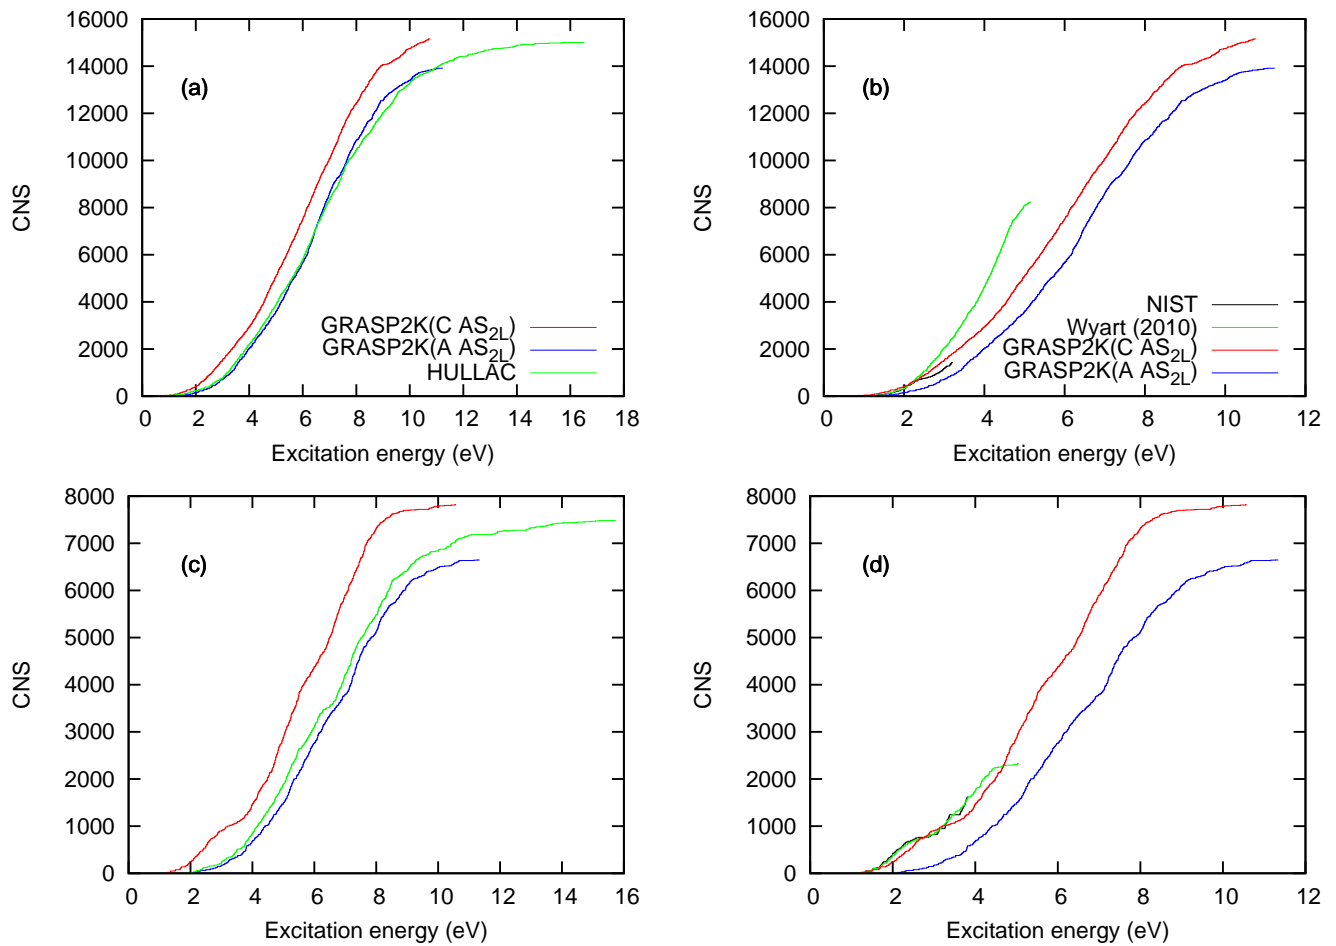 16000
14000
12000
10000
8000
6000
4000
2000
0
CNS
(a)
GRASP2K(C AS2L)
GRASP2K(A AS2L)
HULLAC
0 2 4 6 8 10 12 14 16 18
Excitation energy (eV)
16000
14000
12000
10000
8000
6000
4000
2000
0
CNS
(b)
NIST
Wyart (2010)
GRASP2K(C AS2L)
GRASP2K(A AS2L)
0 2 4 6 8 10 12
Excitation energy (eV)
8000
7000
6000
5000
4000
3000
2000
1000
0
CNS
(c)
0 2 4 6 8 10 12 14 16
Excitation energy (eV)
8000
7000
6000
5000
4000
3000
2000
1000
0
CNS
(d)
0 2 4 6 8 10 12
Excitation energy (eV)